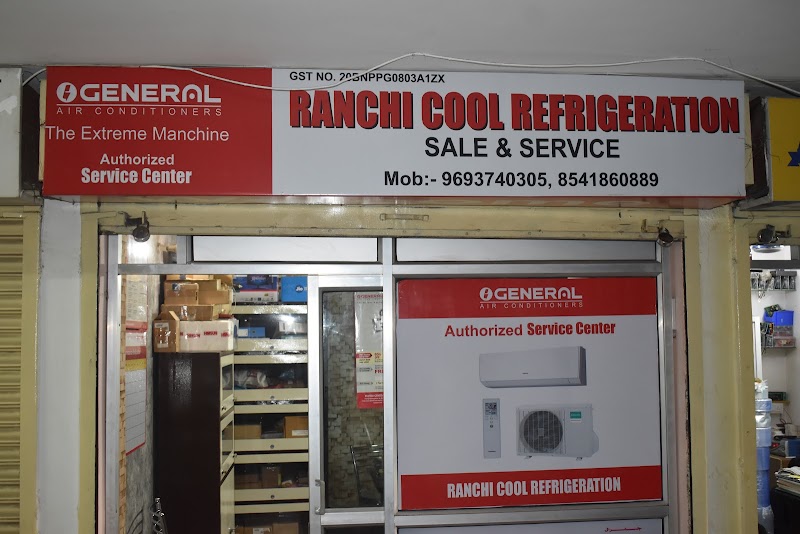 GENERAL
AIR CONDITIONERS
The Extreme Manchine
Authorized
Service Center
GST NO. 20BNPPG0803A1ZX
RANCHI COOL REFRIGERATION
SALE & SERVICE
Mob:- 9693740305, 8541860889
GENERAL
AIR CONDITIONERS
Authorized Service Center
RANCHI COOL REFRIGERATION